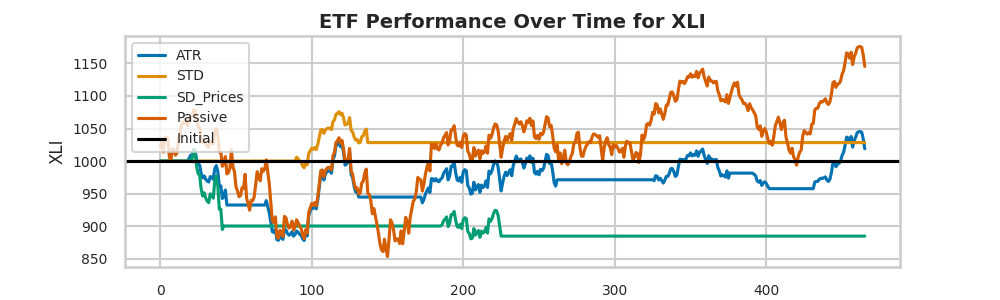 ETF Performance Over Time for XLI
XLI
1150
1100
1050
1000
950
900
850
ATR
STD
SD_Prices
Passive
Initial
0 100 200 300 400